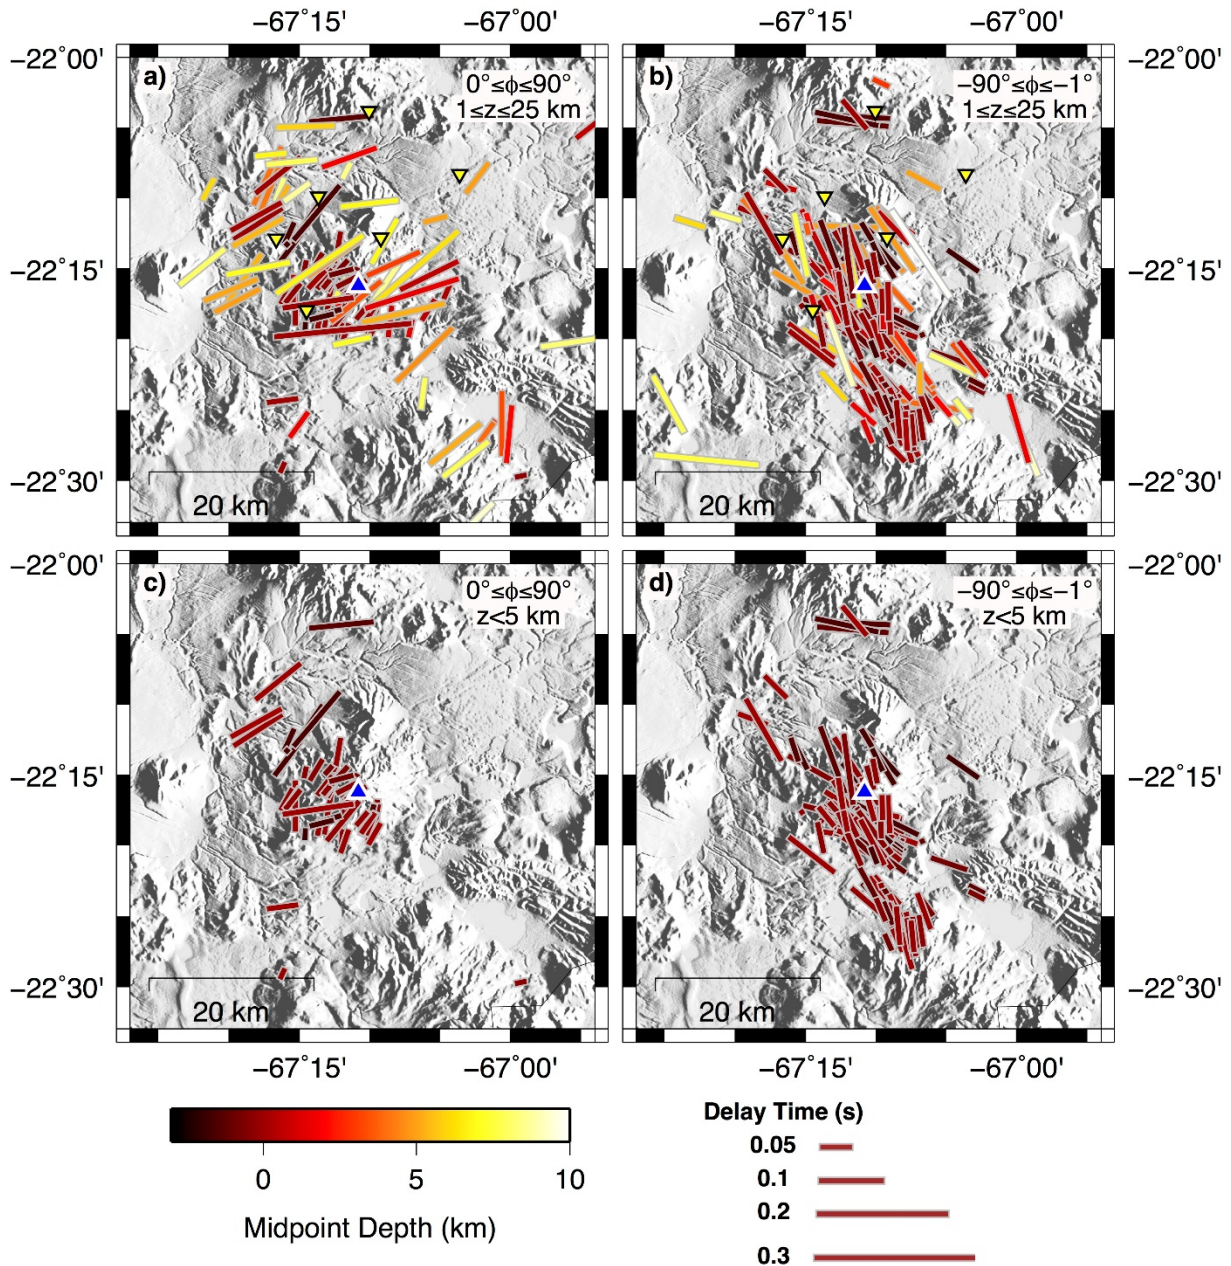 −67˚15' −67˚00' −67˚15' −67˚00'
−22˚00' −22˚00'
a) 0°≤ϕ≤90°
1≤z≤25 km
b) −90°≤ϕ≤−1°
1≤z≤25 km
−22˚15' −22˚15'
−22˚30' −22˚30'
20 km 20 km
−22˚00' −22˚00'
c) 0°≤ϕ≤90°
z<5 km
d) −90°≤ϕ≤−1°
z<5 km
−22˚15' −22˚15'
−22˚30' −22˚30'
20 km 20 km
−67˚15' −67˚00' −67˚15' −67˚00'
0 5 10
Midpoint Depth (km)
Delay Time (s)
0.05
0.1
0.2
0.3